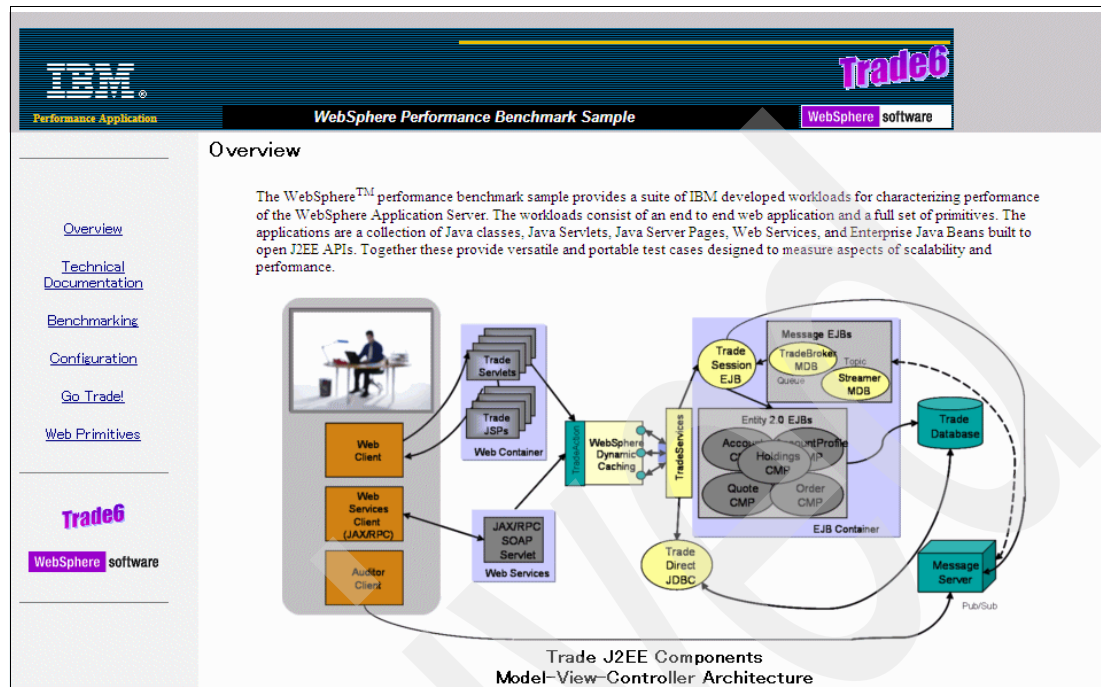 IBM®
Trade6
Performance Application
WebSphere Performance Benchmark Sample
WebSphere software
Overview
The WebSphere™ performance benchmark sample provides a suite of IBM developed workloads for characterizing performance
of the WebSphere Application Server. The workloads consist of an end to end web application and a full set of primitives. The
applications are a collection of Java classes, Java Servlets, Java Server Pages, Web Services, and Enterprise Java Beans built to
open J2EE APIs. Together these provide versatile and portable test cases designed to measure aspects of scalability and
performance.
Overview
Technical
Documentation
Benchmarking
Configuration
Go Trade!
Web Primitives
Trade6
WebSphere software
Web
Client
Web
Services
Client
(JAX/RPC)
Auditor
Client
Trade
Servlets
Trade
JSPs
Web Container
JAX/RPC
SOAP
Servlet
Web Services
TradeAction
WebSphere
Dynamic
Caching
TradeServices
Trade
Session
EJB
Message EJBs
TradeBroker
MDB
Queue
Topic
Streamer
MDB
Entity 2.0 EJBs
Holdings
CMP
Quote
CMP
Order
CMP
EJB Container
Trade
Direct
JDBC
Trade
Database
Message
Server
Pub/Sub
Trade J2EE Components
Model-View-Controller Architecture